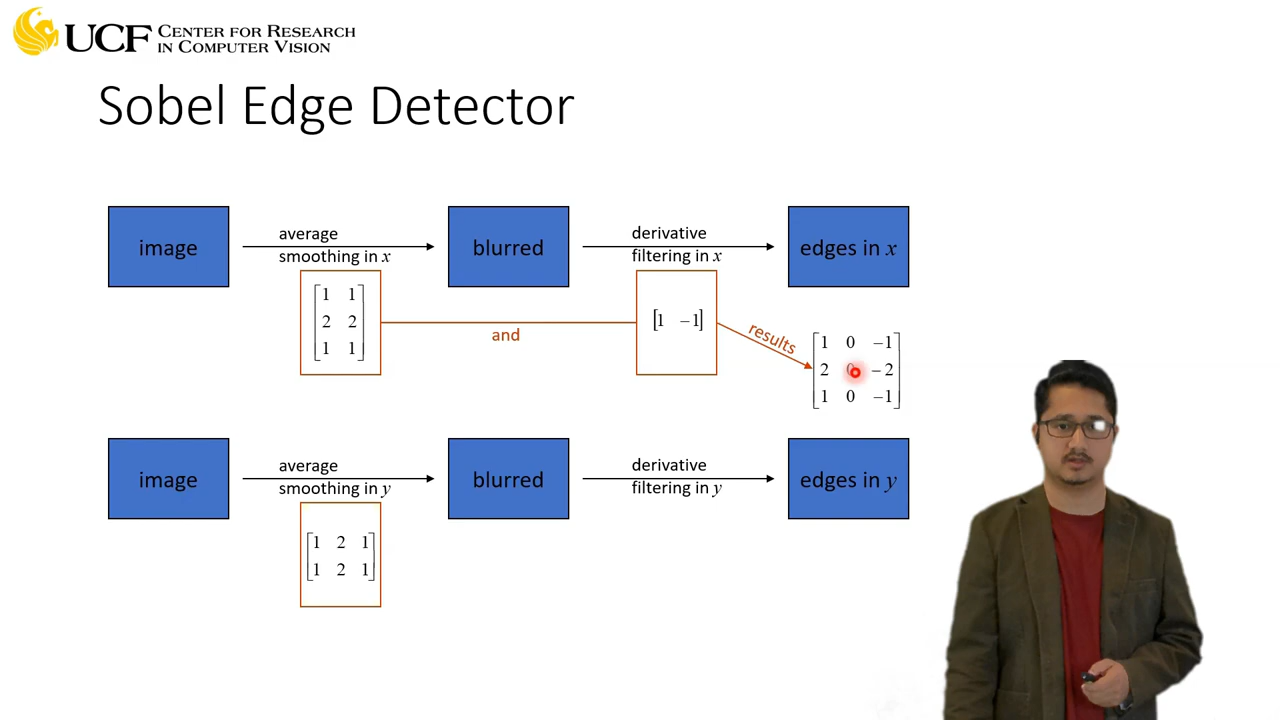 UCF CENTER FOR RESEARCH
IN COMPUTER VISION
Sobel Edge Detector
image
average
smoothing in x
blurred
derivative
filtering in x
edges in x
1 1
2 2
1 1
and
[1 −1]
results
1 0 −1
2 0 −2
1 0 −1
image
average
smoothing in y
blurred
derivative
filtering in y
edges in y
1 2 1
1 2 1